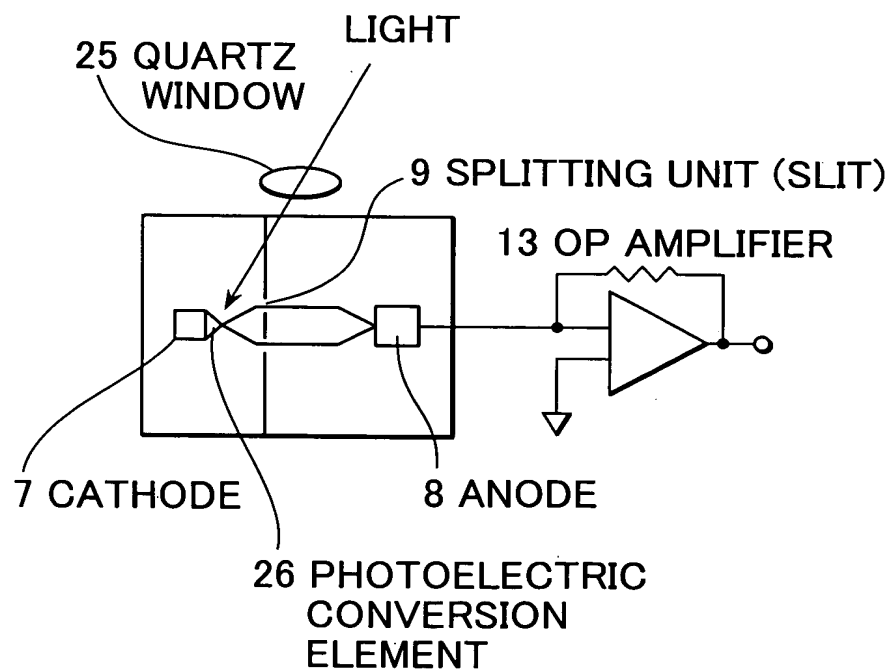 LIGHT
25 QUARTZ
WINDOW
9 SPLITTING UNIT (SLIT)
13 OP AMPLIFIER
7 CATHODE
8 ANODE
26 PHOTOELECTRIC
CONVERSION
ELEMENT